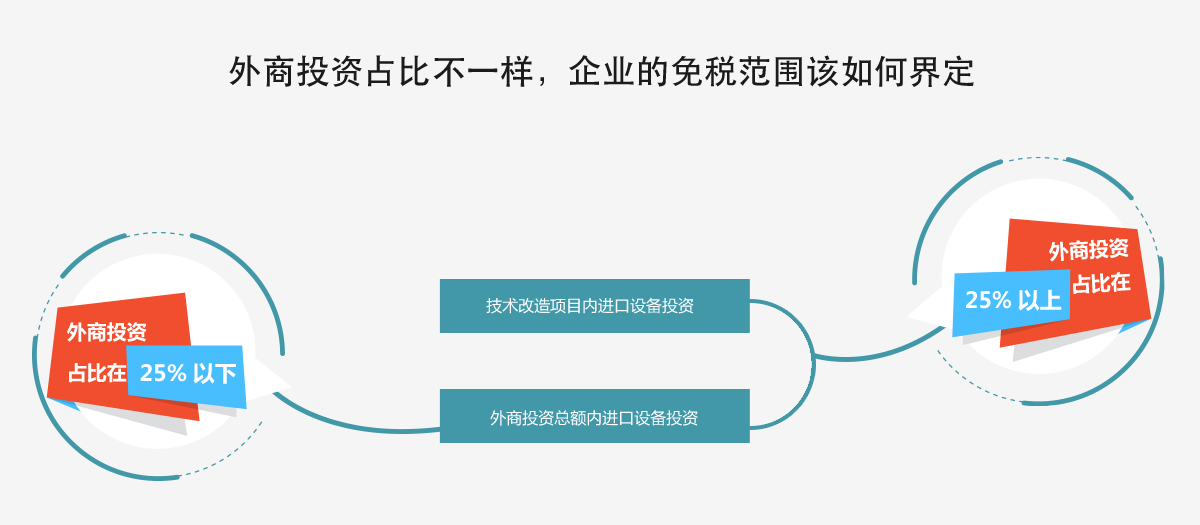 外商投资占比不一样，企业的免税范围该如何界定
外商投资
占比在
25% 以下
技术改造项目内进口设备投资
外商投资总额内进口设备投资
外商投资
占比在
25% 以上